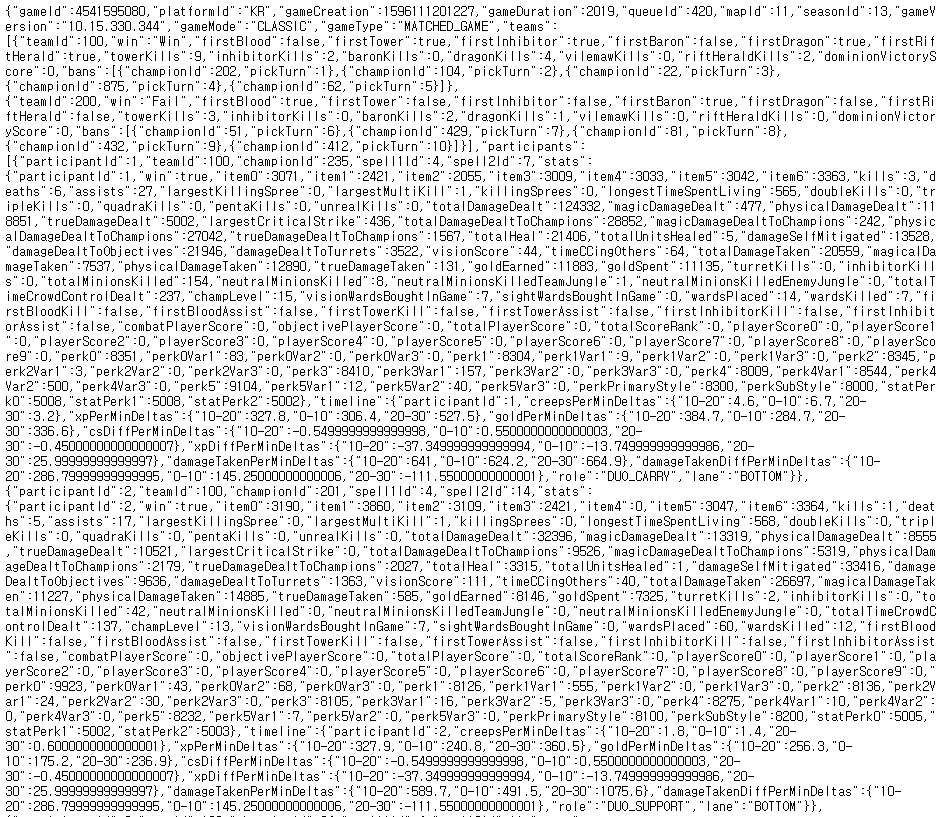 {"gameId":4541595080,"platformId":"KR","gameCreation":1596111201227,"gameDuration":2019,"queueId":420,"mapId":11,"seasonId":13,"gameV
ersion":"10.15.330.344","gameMode":"CLASSIC","gameType":"MATCHED_GAME","teams":
[{"teamId":100,"win":"Win","firstBlood":false,"firstTower":true,"firstInhibitor":true,"firstBaron":false,"firstDragon":true,"firstRif
tHerald":true,"towerKills":9,"inhibitorKills":2,"baronKills":0,"dragonKills":4,"vilemawKills":0,"riftHeraldKills":2,"dominionVictoryS
core":0,"bans":[{"championId":202,"pickTurn":1},{"championId":104,"pickTurn":2},{"championId":22,"pickTurn":3},
{"championId":875,"pickTurn":4},{"championId":62,"pickTurn":5}]},
{"teamId":200,"win":"Fail","firstBlood":true,"firstTower":false,"firstInhibitor":false,"firstBaron":true,"firstDragon":false,"firstRi
ftHerald":false,"towerKills":3,"inhibitorKills":0,"baronKills":2,"dragonKills":1,"vilemawKills":0,"riftHeraldKills":0,"dominionVictor
yScore":0,"bans":[{"championId":51,"pickTurn":6},{"championId":429,"pickTurn":7},{"championId":81,"pickTurn":8},
{"championId":432,"pickTurn":9},{"championId":412,"pickTurn":10}]}],"participants":
[{"participantId":1,"teamId":100,"championId":235,"spell1Id":4,"spell2Id":7,"stats":
{"participantId":1,"win":true,"item0":3071,"item1":2421,"item2":2055,"item3":3009,"item4":3033,"item5":3042,"item6":3363,"kills":3,"d
eaths":6,"assists":27,"largestKillingSpree":0,"largestMultiKill":1,"killingSprees":0,"longestTimeSpentLiving":565,"doubleKills":0,"tr
ipleKills":0,"quadraKills":0,"pentaKills":0,"unrealKills":0,"totalDamageDealt":124332,"magicDamageDealt":477,"physicalDamageDealt":11
8851,"trueDamageDealt":5002,"largestCriticalStrike":436,"totalDamageDealtToChampions":28852,"magicDamageDealtToChampions":242,"physic
alDamageDealtToChampions":27042,"trueDamageDealtToChampions":1567,"totalHeal":21406,"totalUnitsHealed":5,"damageSelfMitigated":13528,
"damageDealtToObjectives":21946,"damageDealtToTurrets":3522,"visionScore":44,"timeCCingOthers":64,"totalDamageTaken":20559,"magicalDa
mageTaken":7537,"physicalDamageTaken":12890,"trueDamageTaken":131,"goldEarned":11883,"goldSpent":11135,"turretKills":0,"inhibitorKill
s":0,"totalMinionsKilled":154,"neutralMinionsKilled":8,"neutralMinionsKilledTeamJungle":1,"neutralMinionsKilledEnemyJungle":0,"totalT
imeCrowdControlDealt":237,"champLevel":15,"visionWardsBoughtInGame":7,"sightWardsBoughtInGame":0,"wardsPlaced":14,"wardsKilled":7,"fi
rstBloodKill":false,"firstBloodAssist":false,"firstTowerKill":false,"firstTowerAssist":false,"firstInhibitorKill":false,"firstInhibit
orAssist":false,"combatPlayerScore":0,"objectivePlayerScore":0,"totalPlayerScore":0,"totalScoreRank":0,"playerScore0":0,"playerScore1
":0,"playerScore2":0,"playerScore3":0,"playerScore4":0,"playerScore5":0,"playerScore6":0,"playerScore7":0,"playerScore8":0,"playerSco
re9":0,"perk0":8351,"perk0Var1":83,"perk0Var2":0,"perk0Var3":0,"perk1":8304,"perk1Var1":9,"perk1Var2":0,"perk1Var3":0,"perk2":8345,"p
erk2Var1":3,"perk2Var2":0,"perk2Var3":0,"perk3":8410,"perk3Var1":157,"perk3Var2":0,"perk3Var3":0,"perk4":8009,"perk4Var1":8544,"perk4
Var2":500,"perk4Var3":0,"perk5":9104,"perk5Var1":12,"perk5Var2":40,"perk5Var3":0,"perkPrimaryStyle":8300,"perkSubStyle":8000,"statPer
k0":5008,"statPerk1":5008,"statPerk2":5002},"timeline":{"participantId":1,"creepsPerMinDeltas":{"10-20":4.6,"0-10":6.7,"20-
30":3.2},"xpPerMinDeltas":{"10-20":327.8,"0-10":306.4,"20-30":527.5},"goldPerMinDeltas":{"10-20":384.7,"0-10":284.7,"20-
30":336.6},"csDiffPerMinDeltas":{"10-20":-0.5499999999999998,"0-10":0.5500000000000003,"20-
30":-0.45000000000000007},"xpDiffPerMinDeltas":{"10-20":-37.349999999999994,"0-10":-13.749999999999986,"20-
30":25.99999999999997},"damageTakenPerMinDeltas":{"10-20":641,"0-10":624.2,"20-30":664.9},"damageTakenDiffPerMinDeltas":{"10-
20":286.79999999999995,"0-10":145.25000000000006,"20-30":-111.55000000000001},"role":"DUO_CARRY","lane":"BOTTOM"}},
{"participantId":2,"teamId":100,"championId":201,"spell1Id":4,"spell2Id":14,"stats":
{"participantId":2,"win":true,"item0":3190,"item1":3860,"item2":3109,"item3":2421,"item4":0,"item5":3047,"item6":3364,"kills":1,"deat
hs":5,"assists":17,"largestKillingSpree":0,"largestMultiKill":1,"killingSprees":0,"longestTimeSpentLiving":568,"doubleKills":0,"tripl
eKills":0,"quadraKills":0,"pentaKills":0,"unrealKills":0,"totalDamageDealt":32396,"magicDamageDealt":13319,"physicalDamageDealt":8555
,"trueDamageDealt":10521,"largestCriticalStrike":0,"totalDamageDealtToChampions":9526,"magicDamageDealtToChampions":5319,"physicalDam
ageDealtToChampions":2179,"trueDamageDealtToChampions":2027,"totalHeal":3315,"totalUnitsHealed":1,"damageSelfMitigated":33416,"damage
DealtToObjectives":9636,"damageDealtToTurrets":1363,"visionScore":111,"timeCCingOthers":40,"totalDamageTaken":26697,"magicalDamageTak
en":11227,"physicalDamageTaken":14885,"trueDamageTaken":585,"goldEarned":8146,"goldSpent":7325,"turretKills":2,"inhibitorKills":0,"to
talMinionsKilled":42,"neutralMinionsKilled":0,"neutralMinionsKilledTeamJungle":0,"neutralMinionsKilledEnemyJungle":0,"totalTimeCrowdC
ontrolDealt":137,"champLevel":13,"visionWardsBoughtInGame":7,"sightWardsBoughtInGame":0,"wardsPlaced":60,"wardsKilled":12,"firstBlood
Kill":false,"firstBloodAssist":false,"firstTowerKill":false,"firstTowerAssist":false,"firstInhibitorKill":false,"firstInhibitorAssist
":false,"combatPlayerScore":0,"objectivePlayerScore":0,"totalPlayerScore":0,"totalScoreRank":0,"playerScore0":0,"playerScore1":0,"pla
yerScore2":0,"playerScore3":0,"playerScore4":0,"playerScore5":0,"playerScore6":0,"playerScore7":0,"playerScore8":0,"playerScore9":0,"
perk0":9923,"perk0Var1":43,"perk0Var2":68,"perk0Var3":0,"perk1":8126,"perk1Var1":555,"perk1Var2":0,"perk1Var3":0,"perk2":8136,"perk2V
ar1":24,"perk2Var2":30,"perk2Var3":0,"perk3":8105,"perk3Var1":16,"perk3Var2":5,"perk3Var3":0,"perk4":8275,"perk4Var1":10,"perk4Var2":
0,"perk4Var3":0,"perk5":8232,"perk5Var1":7,"perk5Var2":0,"perk5Var3":0,"perkPrimaryStyle":8100,"perkSubStyle":8200,"statPerk0":5005,"
statPerk1":5002,"statPerk2":5003},"timeline":{"participantId":2,"creepsPerMinDeltas":{"10-20":1.8,"0-10":1.4,"20-
30":0.6000000000000001},"xpPerMinDeltas":{"10-20":327.9,"0-10":240.8,"20-30":360.5},"goldPerMinDeltas":{"10-20":256.3,"0-
10":175.2,"20-30":236.9},"csDiffPerMinDeltas":{"10-20":-0.5499999999999998,"0-10":0.5500000000000003,"20-
30":-0.45000000000000007},"xpDiffPerMinDeltas":{"10-20":-37.349999999999994,"0-10":-13.749999999999986,"20-
30":25.99999999999997},"damageTakenPerMinDeltas":{"10-20":589.7,"0-10":491.5,"20-30":1075.6},"damageTakenDiffPerMinDeltas":{"10-
20":286.79999999999995,"0-10":145.25000000000006,"20-30":-111.55000000000001},"role":"DUO_SUPPORT","lane":"BOTTOM"}},